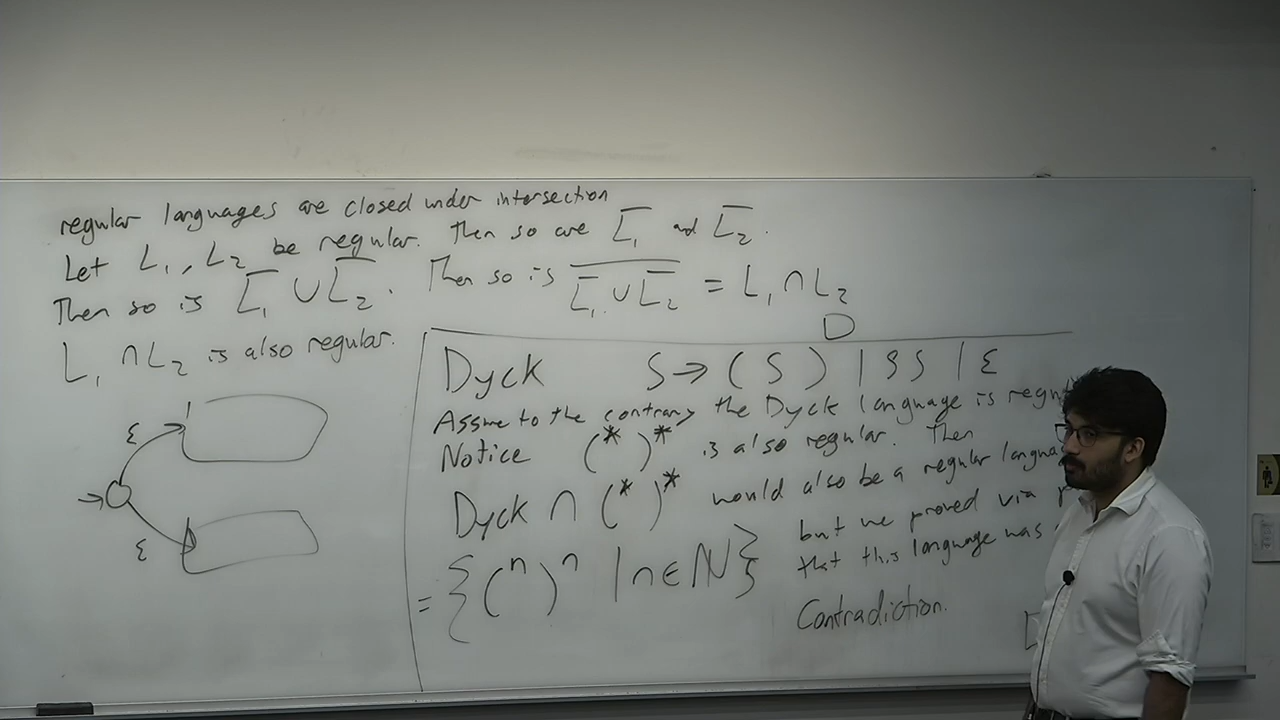 regular languages are closed under intersection
Let L₁, L₂ be regular. Then so are L̅₁ and L̅₂.
Then so is L̅₁ ∪ L̅₂. Then so is \overline{L̅₁ ∪ L̅₂} = L₁ ∩ L₂
L₁ ∩ L₂ is also regular.
D
ε
ε
Dyck S → ( S ) | SS | ε
Assume to the contrary the Dyck language is
Notice (* )* is also regular. Then
Dyck ∩ (* )* would also be a regular
but we proved via
= {(ⁿ )ⁿ | n ∈ ℕ} that this language was
Contradiction.